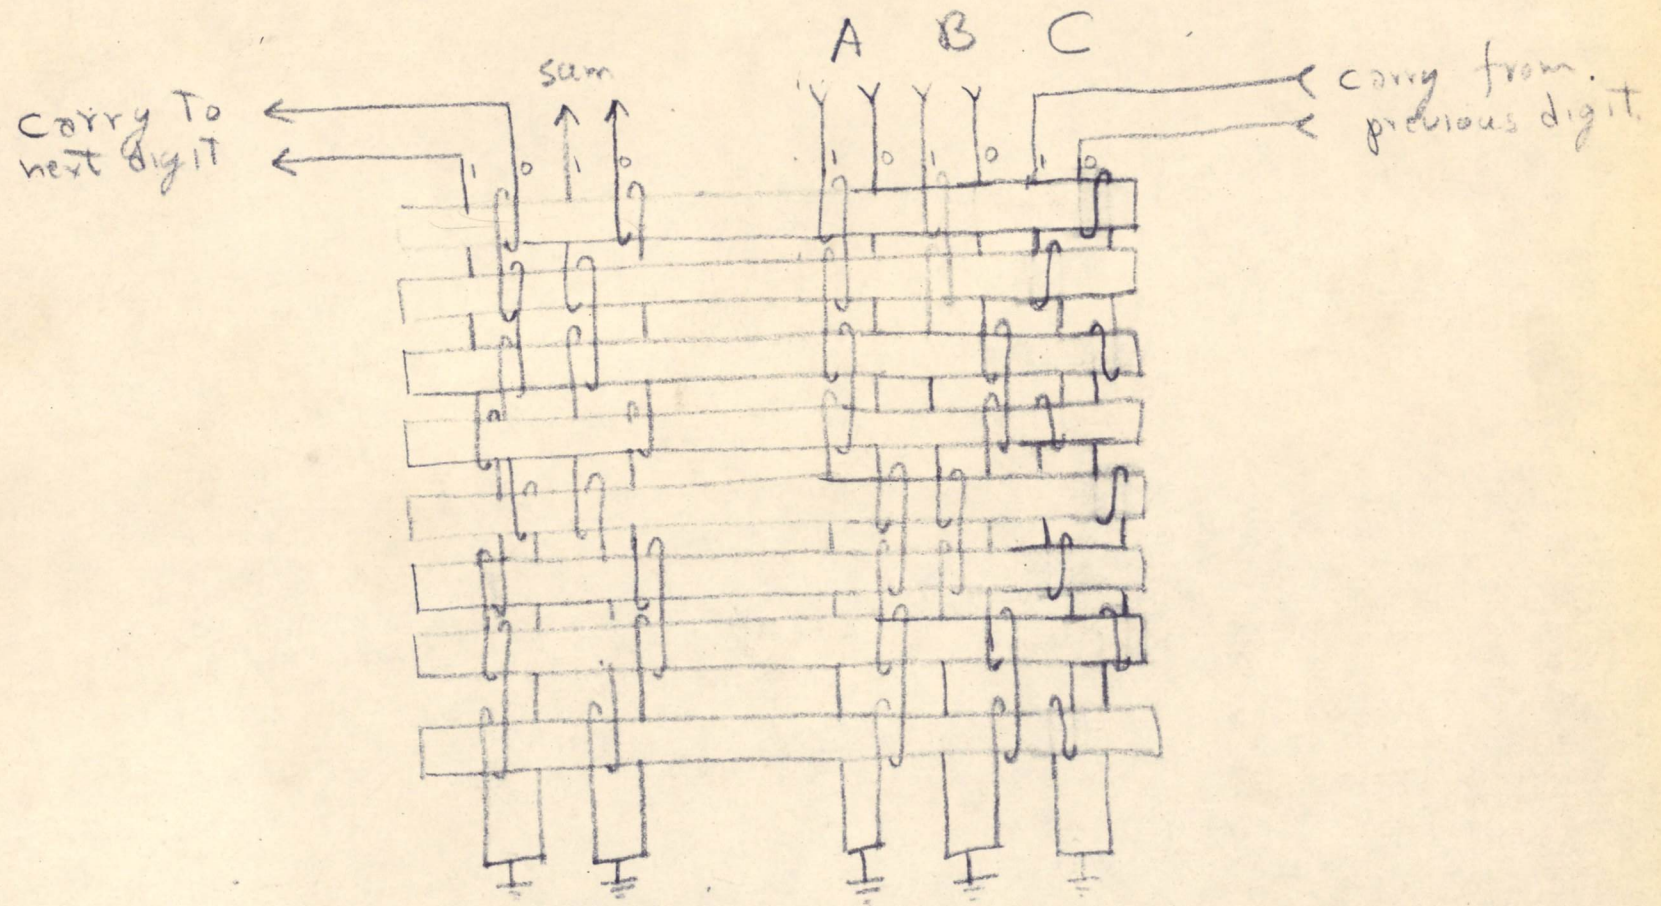 A B C
sum
carry To
next digit
carry from
previous digit.
1 0 1 0
1 0 1 0 1 0